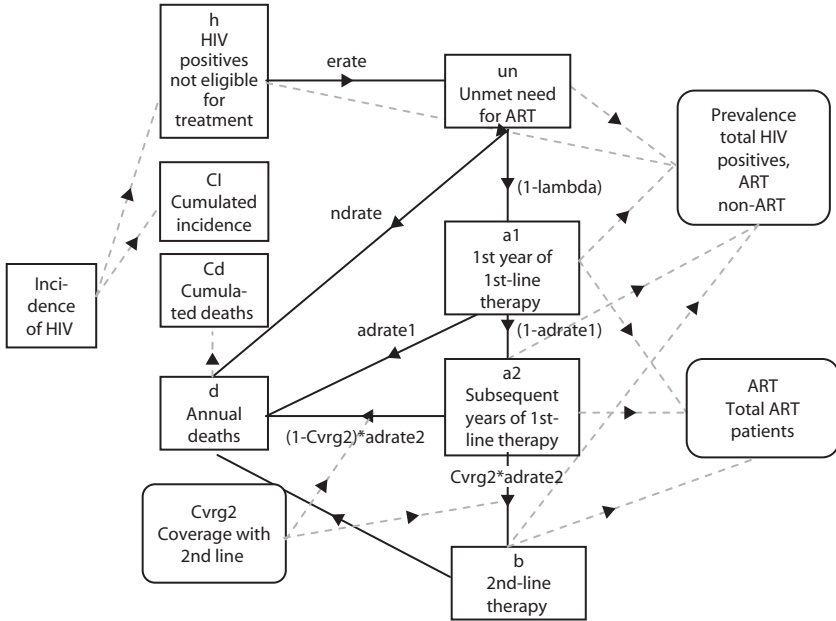 h
HIV
positives
not eligible
for
treatment
erate
un
Unmet need
for ART
Prevalence
total HIV
positives,
ART
non-ART
CI
Cumulated
incidence
(1-lambda)
ndrate
a1
1st year of
1st-line
therapy
Inci-
dence
of HIV
Cd
Cumula-
ted deaths
adrate1
(1-adrate1)
d
Annual
deaths
a2
Subsequent
years of 1st-
line therapy
ART
Total ART
patients
(1-Cvrg2)*adrate2
Cvrg2*adrate2
Cvrg2
Coverage with
2nd line
b
2nd-line
therapy